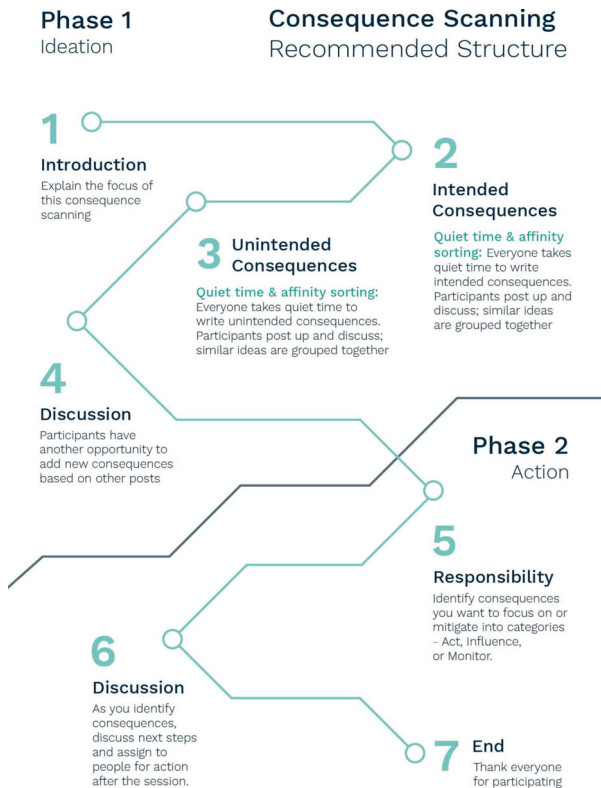 Phase 1
Ideation
Consequence Scanning
Recommended Structure
1
Introduction
Explain the focus of
this consequence
scanning
2
Intended
Consequences
Quiet time & affinity
sorting: Everyone takes
quiet time to write
intended consequences.
Participants post up and
discuss; similar ideas
are grouped together
3
Unintended
Consequences
Quiet time & affinity sorting:
Everyone takes quiet time to
write unintended consequences.
Participants post up and discuss;
similar ideas are grouped together
4
Discussion
Participants have
another opportunity to
add new consequences
based on other posts
Phase 2
Action
5
Responsibility
Identify consequences
you want to focus on or
mitigate into categories
- Act, Influence,
or Monitor.
6
Discussion
As you identify
consequences,
discuss next steps
and assign to
people for action
after the session.
7
End
Thank everyone
for participating